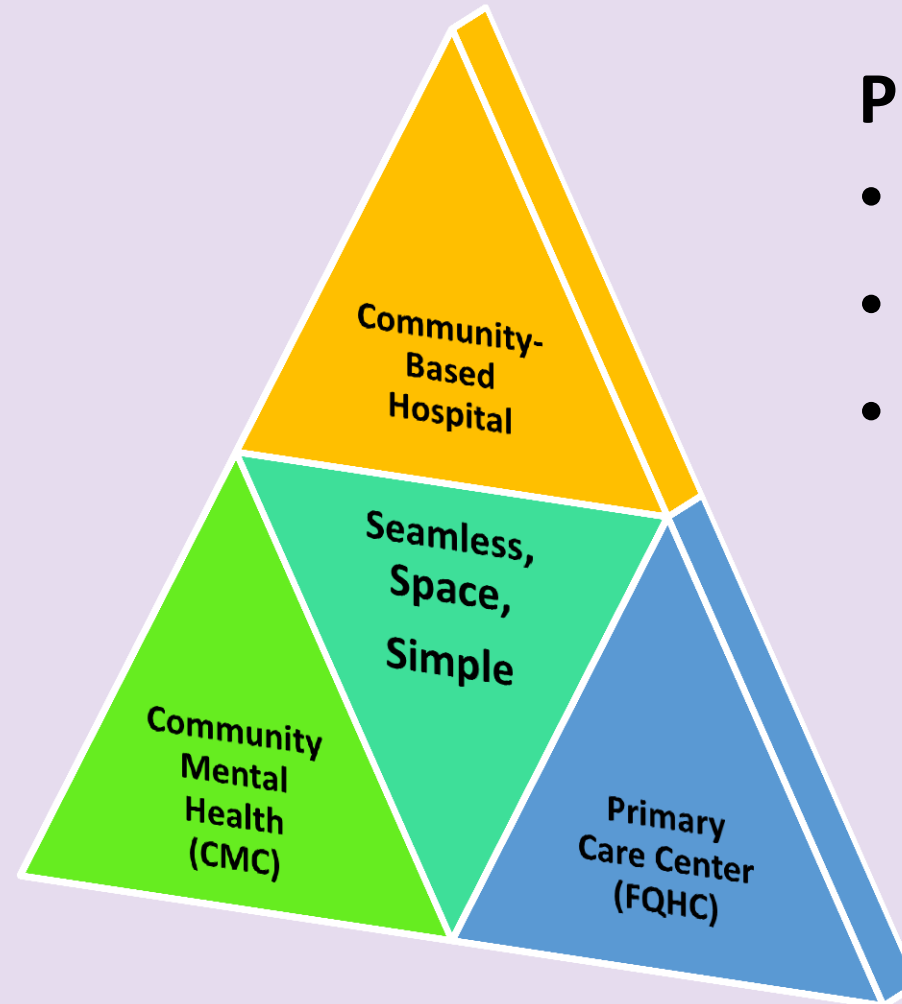 P
•
•
•
Community-
Based
Hospital
Seamless,
Space,
Simple
Community
Mental
Health
(CMC)
Primary
Care Center
(FQHC)